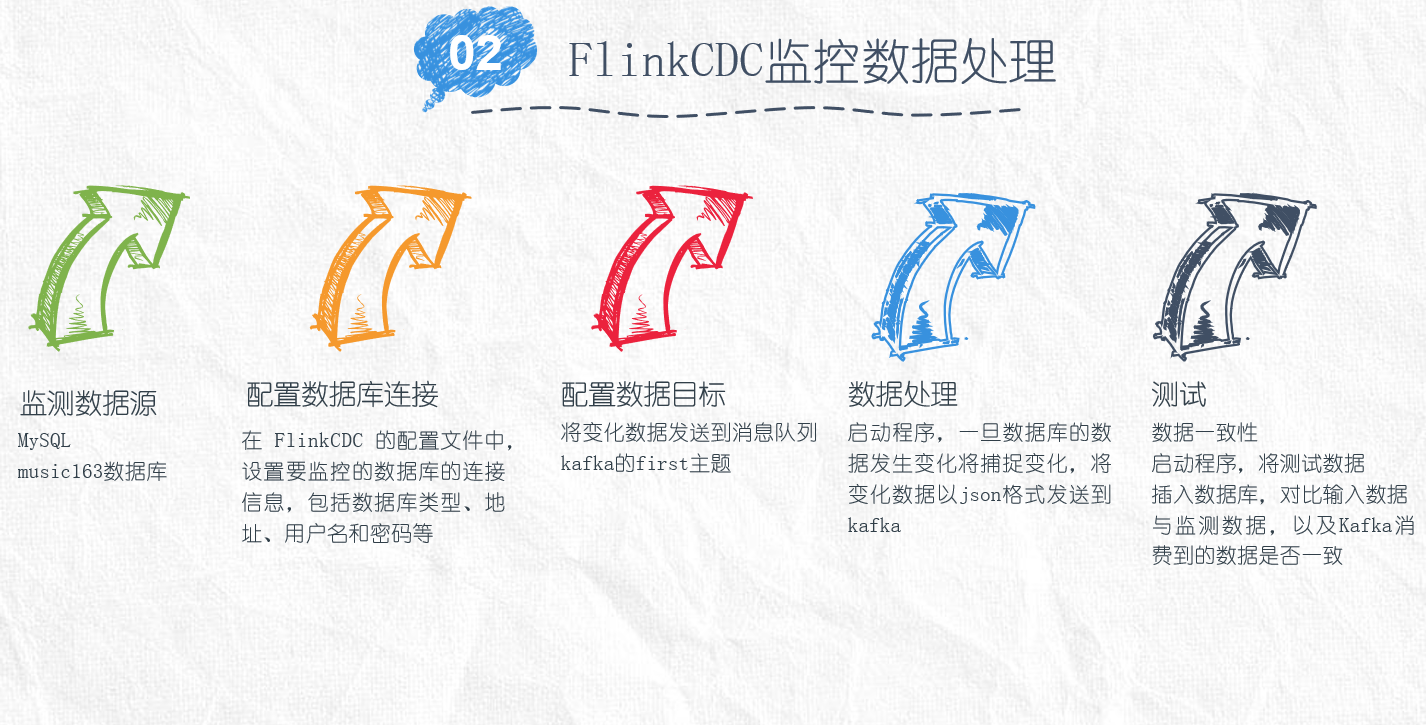 02
FlinkCDC监控数据处理
监测数据源
MySQL
music163数据库
配置数据库连接
在 FlinkCDC 的配置文件中，
设置要监控的数据库的连接
信息，包括数据库类型、地
址、用户名和密码等
配置数据目标
将变化数据发送到消息队列
kafka的first主题
数据处理
启动程序，一旦数据库的数
据发生变化将捕捉变化，将
变化数据以json格式发送到
kafka
测试
数据一致性
启动程序，将测试数据
插入数据库，对比输入数据
与监测数据，以及Kafka消
费到的数据是否一致